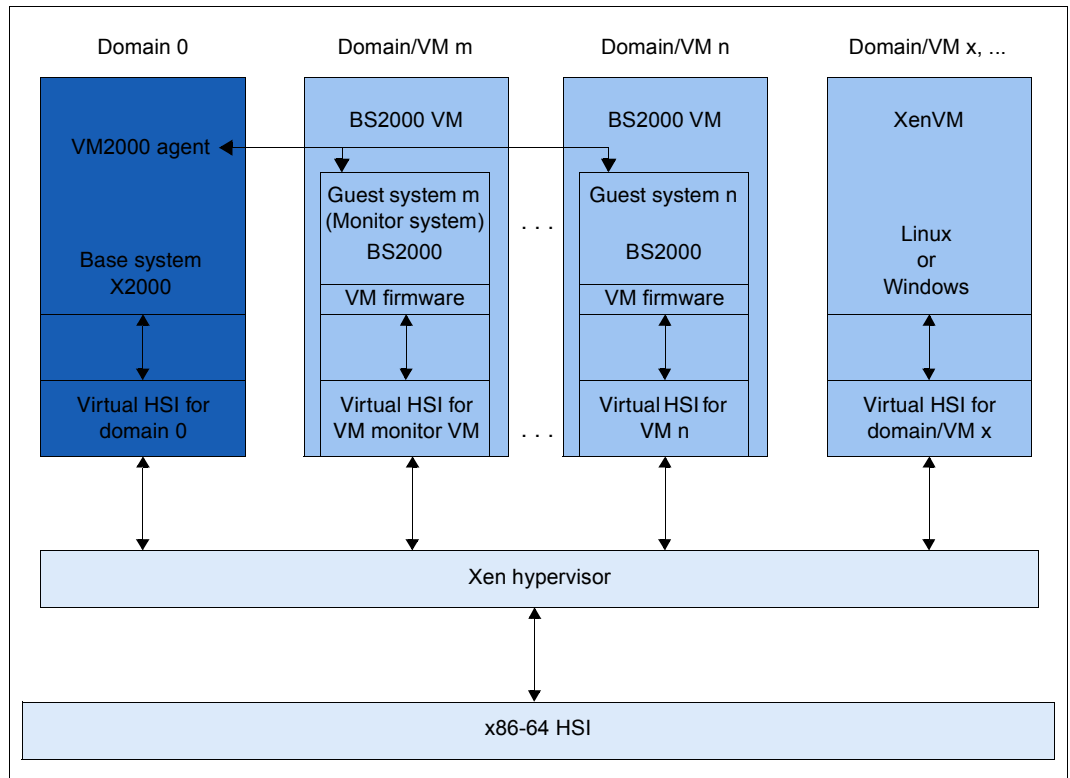 Domain 0
Domain/VM m
Domain/VM n
Domain/VM x, ...
VM2000 agent
Base system
X2000
Virtual HSI for
domain 0
BS2000 VM
Guest system m
(Monitor system)
BS2000
VM firmware
Virtual HSI for
VM monitor VM
. . .
. . .
BS2000 VM
Guest system n
BS2000
VM firmware
Virtual HSI for
VM n
XenVM
Linux
or
Windows
Virtual HSI for
domain/VM x
Xen hypervisor
x86-64 HSI